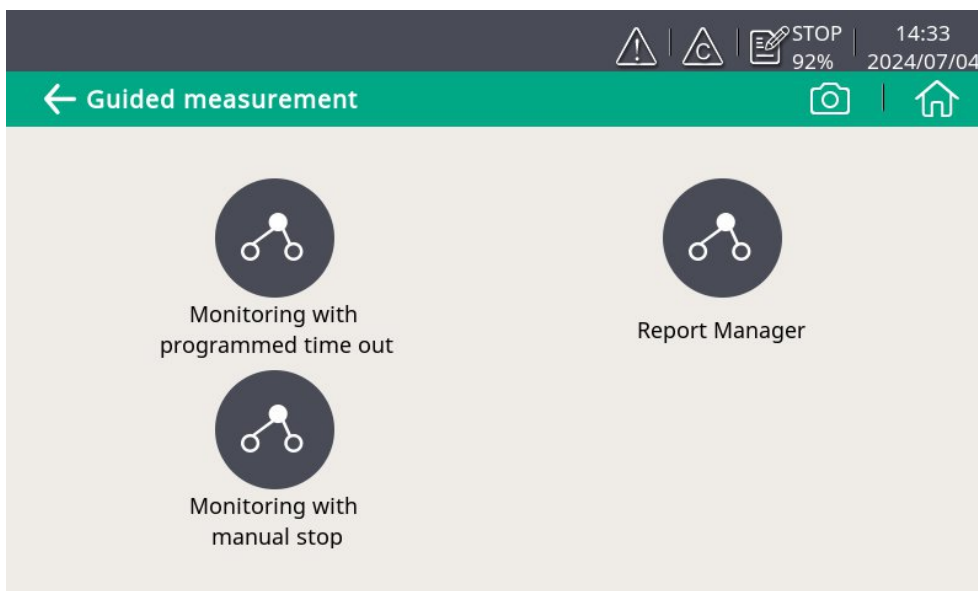 STOP 14:33
C
92% 2024/07/04
Guided measurement
Monitoring with
programmed time out
Report Manager
Monitoring with
manual stop